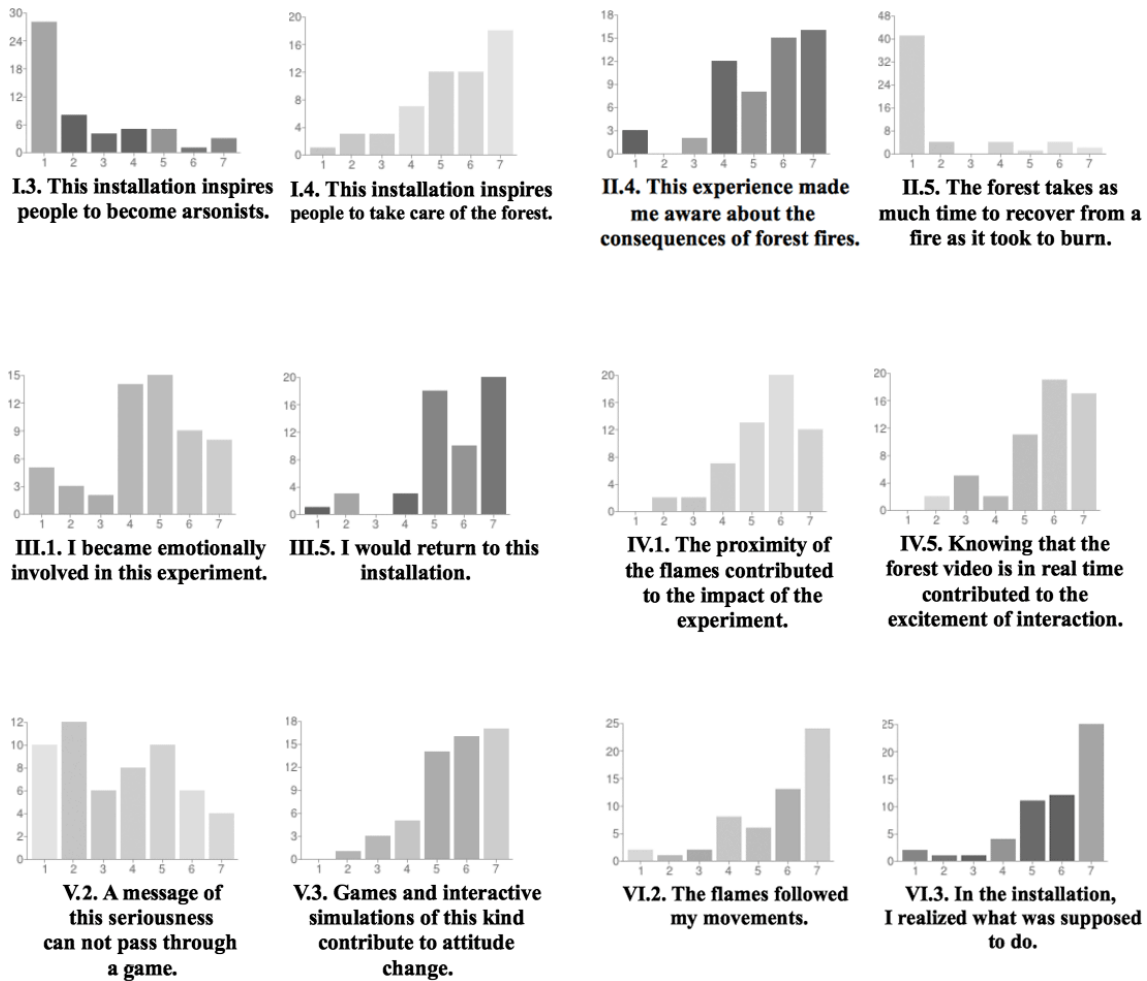 30
24
18
12
6
0
1 2 3 4 5 6 7
I.3. This installation inspires
people to become arsonists.
20
16
12
8
4
0
1 2 3 4 5 6 7
I.4. This installation inspires
people to take care of the forest.
18
15
12
9
6
3
0
1 2 3 4 5 6 7
II.4. This experience made
me aware about the
consequences of forest fires.
48
40
32
24
16
8
0
1 2 3 4 5 6 7
II.5. The forest takes as
much time to recover from a
fire as it took to burn.
15
12
9
6
3
0
1 2 3 4 5 6 7
III.1. I became emotionally
involved in this experiment.
20
16
12
8
4
0
1 2 3 4 5 6 7
III.5. I would return to this
installation.
20
16
12
8
4
0
1 2 3 4 5 6 7
IV.1. The proximity of
the flames contributed
to the impact of the
experiment.
20
16
12
8
4
0
1 2 3 4 5 6 7
IV.5. Knowing that the
forest video is in real time
contributed to the
excitement of interaction.
12
10
8
6
4
2
0
1 2 3 4 5 6 7
V.2. A message of
this seriousness
can not pass through
a game.
18
15
12
9
6
3
0
1 2 3 4 5 6 7
V.3. Games and interactive
simulations of this kind
contribute to attitude
change.
25
20
15
10
5
0
1 2 3 4 5 6 7
VI.2. The flames followed
my movements.
25
20
15
10
5
0
1 2 3 4 5 6 7
VI.3. In the installation,
I realized what was supposed
to do.